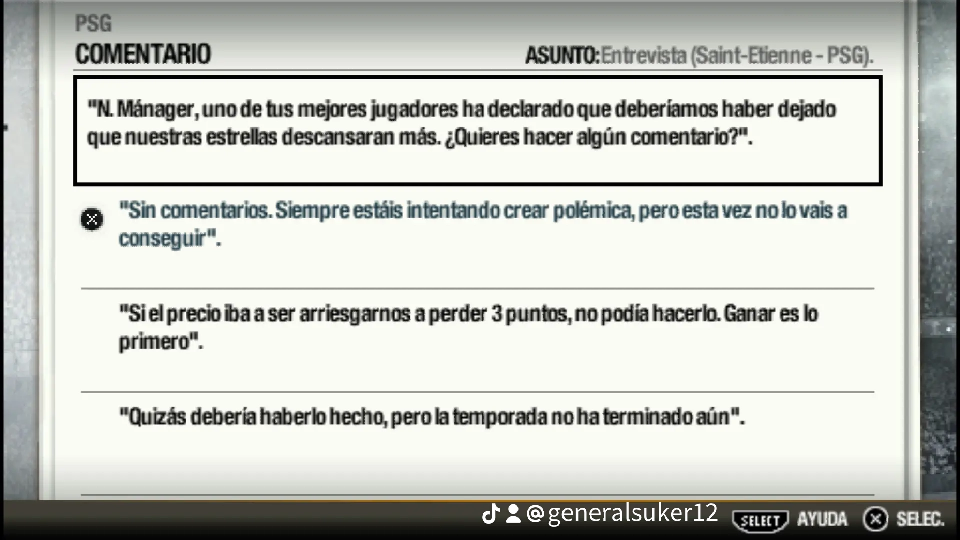 PSG
COMENTARIO
ASUNTO:Entrevista (Saint-Etienne - PSG).
"N. Mánager, uno de tus mejores jugadores ha declarado que deberíamos haber dejado
que nuestras estrellas descansaran más. ¿Quieres hacer algún comentario?".
"Sin comentarios. Siempre estáis intentando crear polémica, pero esta vez no lo vais a
conseguir".
"Si el precio iba a ser arriesgarnos a perder 3 puntos, no podía hacerlo. Ganar es lo
primero".
"Quizás debería haberlo hecho, pero la temporada no ha terminado aún".
@generalsuker12
SELECT AYUDA SELEC.